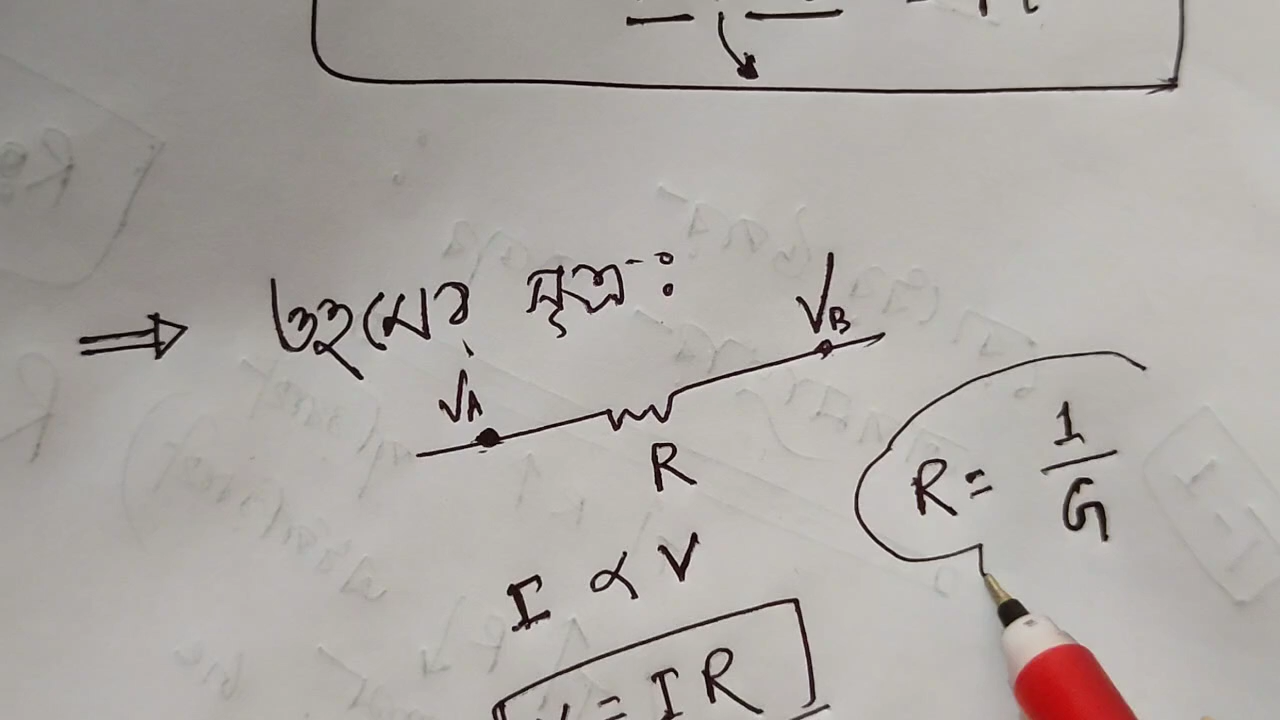 ⇒ ওহমের সূত্র :
V_A V_B
R
R = 1/G
I ∝ V
V = IR